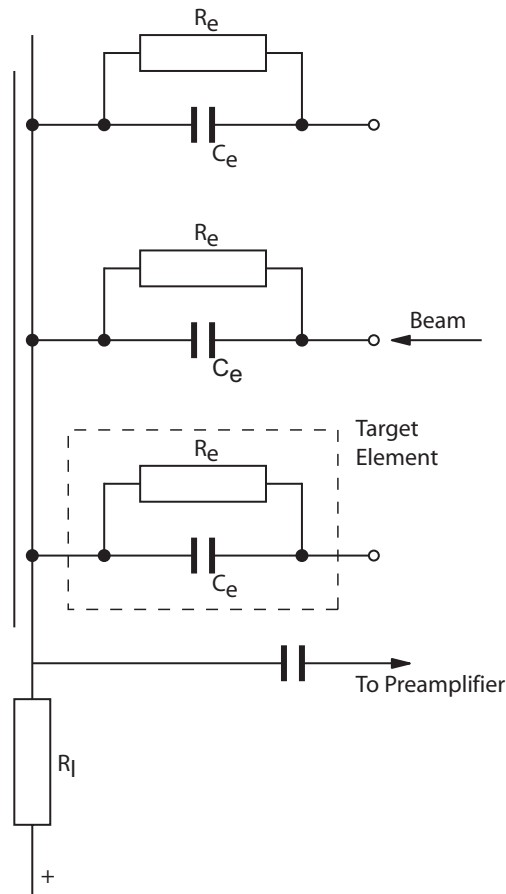 Re
Ce
Re
Beam
Ce
Target
Element
Re
Ce
To Preamplifier
Rl
+